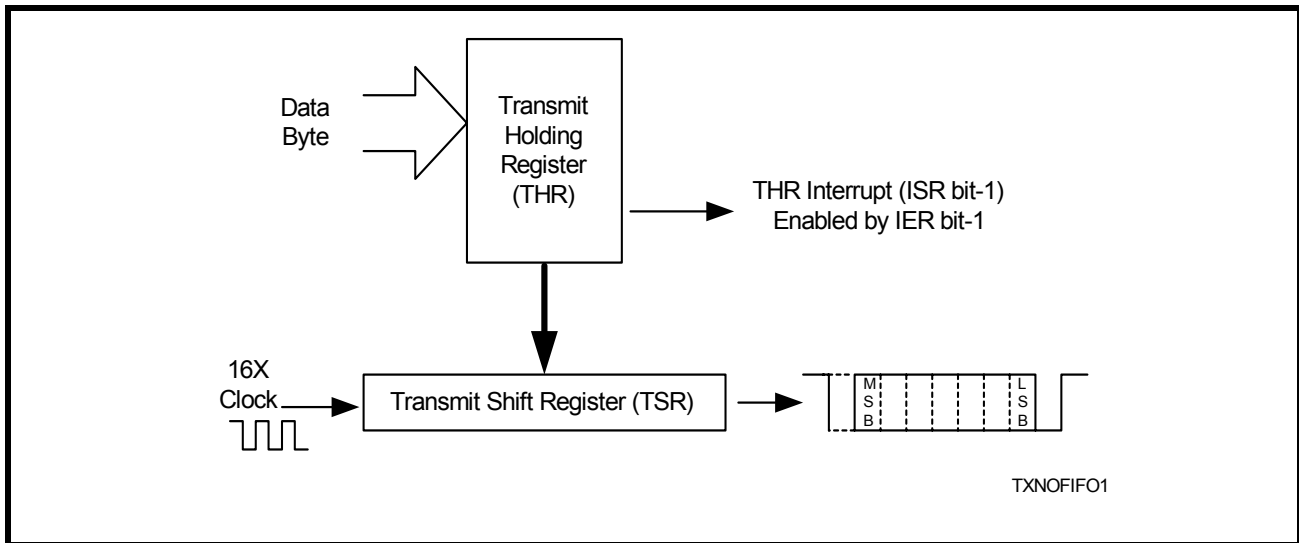 Data
Byte
Transmit
Holding
Register
(THR)
THR Interrupt (ISR bit-1)
Enabled by IER bit-1
16X
Clock
Transmit Shift Register (TSR)
M
S
B
L
S
B
TXNOFIFO1